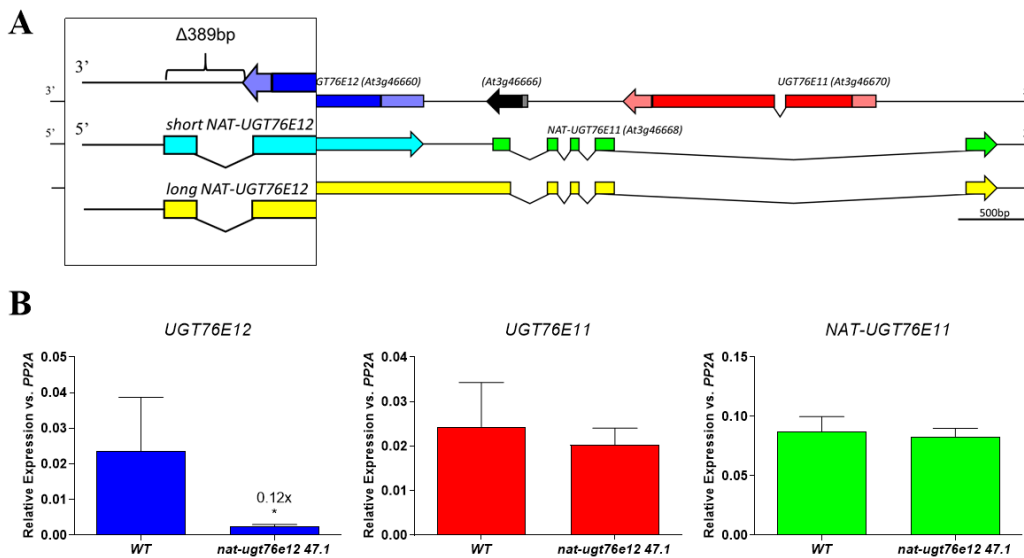 A
Δ389bp
3’
3'
GT76E12 (At3g46660)
(At3g46666)
UGT76E11 (At3g46670)
5’
5'
short NAT-UGT76E12
NAT-UGT76E11 (At3g46668)
long NAT-UGT76E12
500bp
B
UGT76E12
UGT76E11
NAT-UGT76E11
Relative Expression vs. PP2A
0.05
0.04
0.03
0.02
0.01
0.00
0.12x
*
WT
nat-ugt76e12 47.1
Relative Expression vs. PP2A
0.04
0.03
0.02
0.01
0.00
WT
nat-ugt76e12 47.1
Relative Expression vs. PP2A
0.15
0.10
0.05
0.00
WT
nat-ugt76e12 47.1